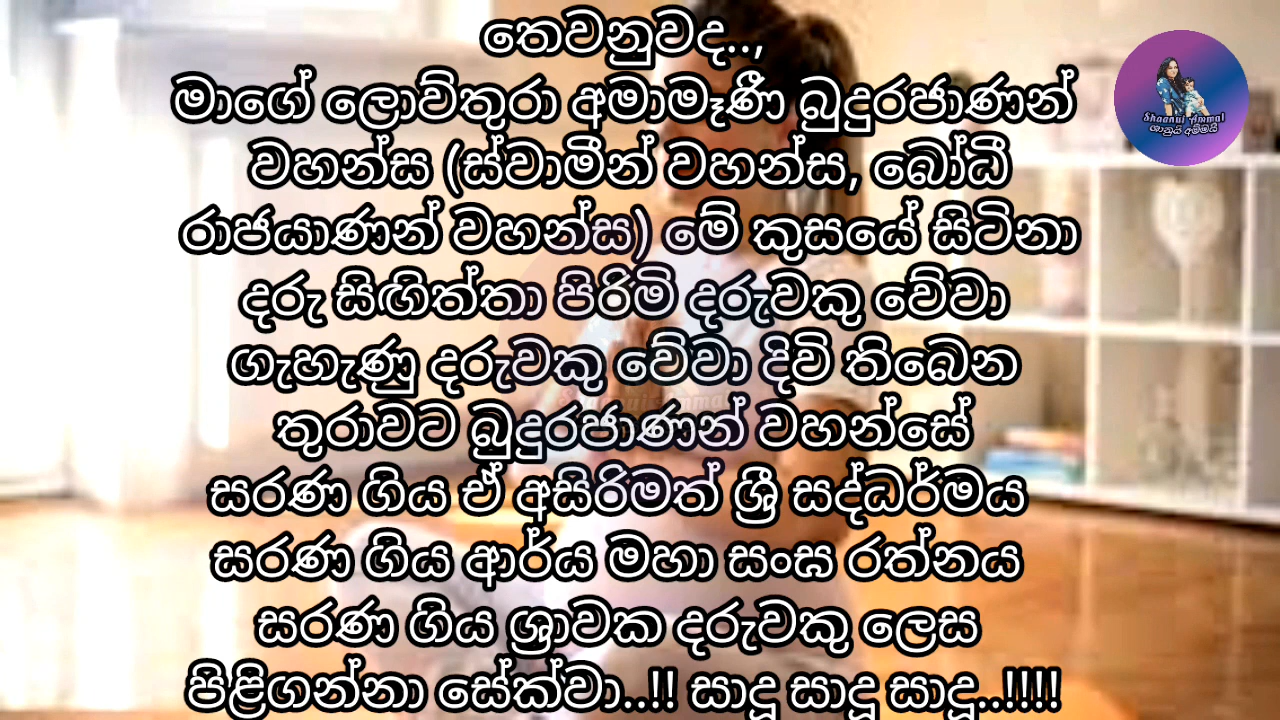 තෙවනුවද..,
මාගේ ලොව්තුරා අමාමෑණී බුදුරජාණන්
වහන්ස (ස්වාමීන් වහන්ස, බෝධී
රාජයාණන් වහන්ස) මේ කුසයේ සිටිනා
දරු සිඟිත්තා පිරිමි දරුවකු වේවා
ගැහැණු දරුවකු වේවා දිවි තිබෙන
තුරාවට බුදුරජාණන් වහන්සේ
සරණ ගිය ඒ අසිරිමත් ශ්‍රී සද්ධර්මය
සරණ ගිය ආර්ය මහා සංඝ රත්නය
සරණ ගිය ශ්‍රාවක දරුවකු ලෙස
පිළිගන්නා සේක්වා..!! සාදූ සාදූ සාදූ..!!!!
Shaanui Ammai
ශානුයි අම්මයි